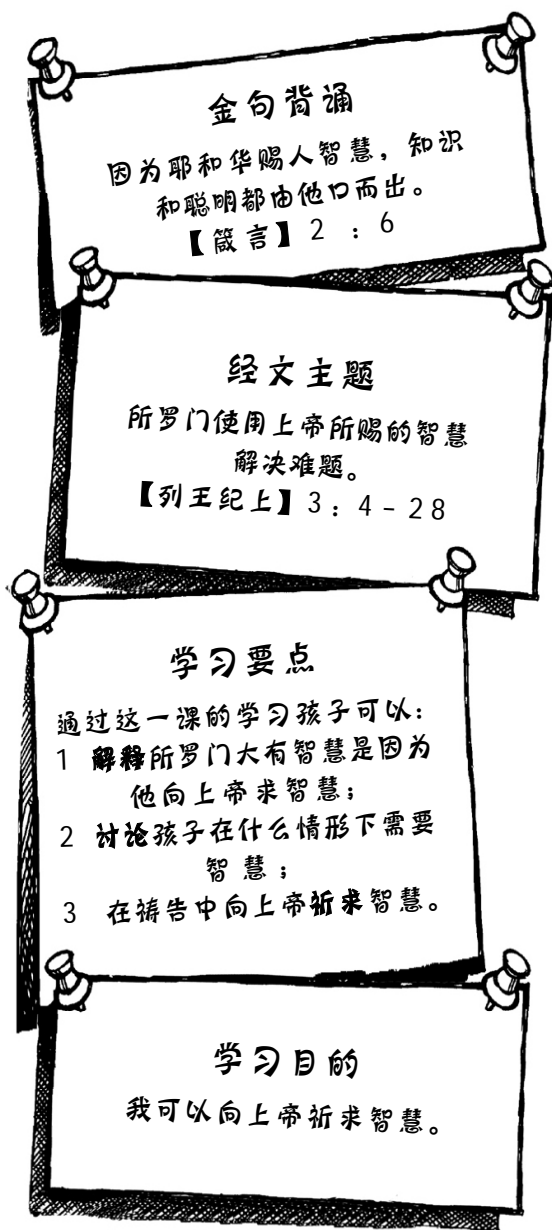 金句背诵
因为耶和华赐人智慧，知识
和聪明都由他口而出。
【箴言】2 : 6
经文主题
所罗门使用上帝所赐的智慧
解决难题。
【列王纪上】3: 4-28
学习要点
通过这一课的学习孩子可以:
1 解释所罗门大有智慧是因为
他向上帝求智慧;
2 讨论孩子在什么情形下需要
智慧;
3 在祷告中向上帝祈求智慧。
学习目的
我可以向上帝祈求智慧。